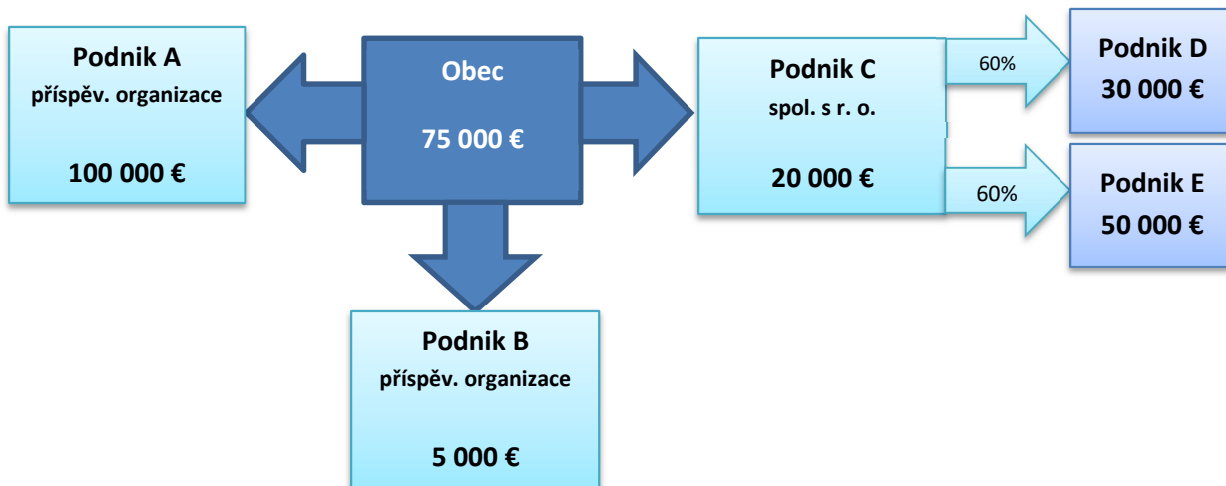 Podnik A
příspěv. organizace
100 000 €
Obec
75 000 €
Podnik C
spol. s r. o.
20 000 €
60%
60%
Podnik D
30 000 €
Podnik E
50 000 €
Podnik B
příspěv. organizace
5 000 €